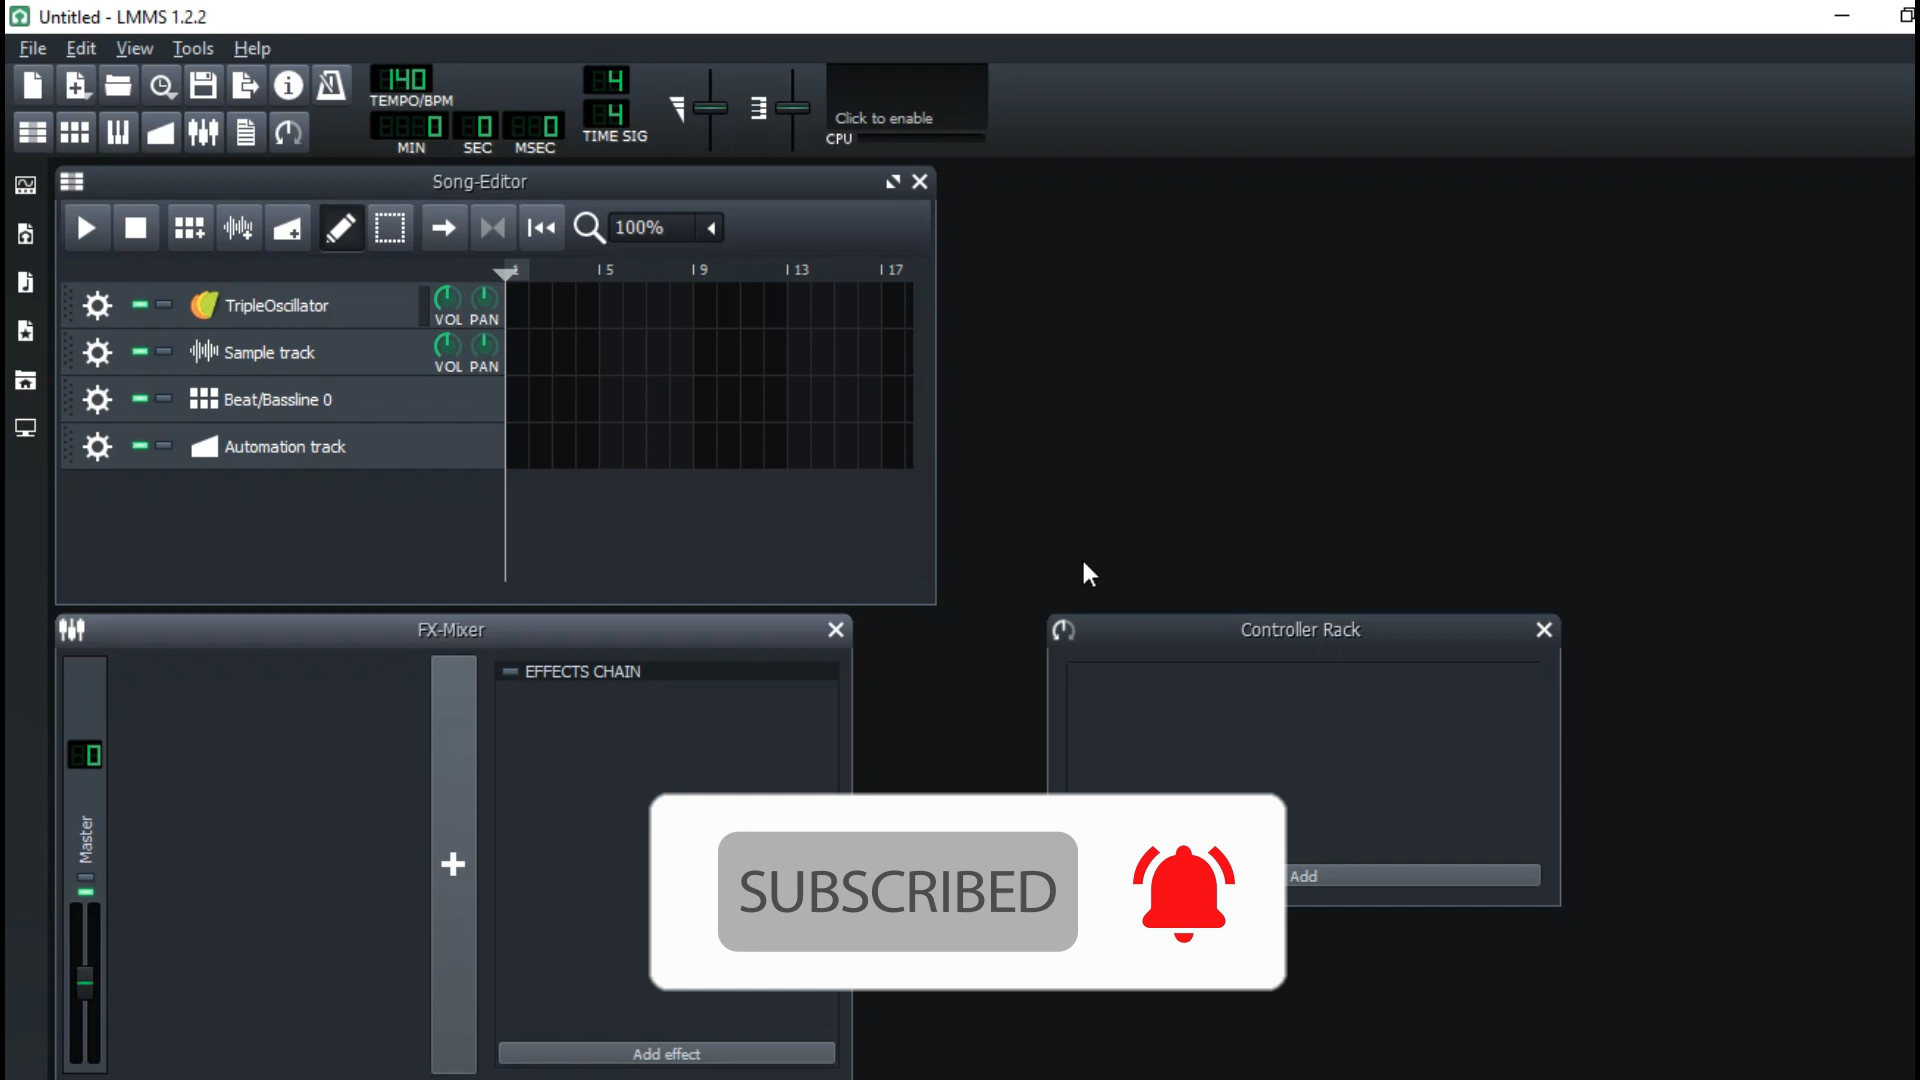 Untitled - LMMS 1.2.2
File Edit View Tools Help
140
TEMPO/BPM
4
4
TIME SIG
0 0 0
MIN SEC MSEC
Click to enable
CPU
Song-Editor
100%
1 5 9 13 17
TripleOscillator
VOL PAN
Sample track
VOL PAN
Beat/Bassline 0
Automation track
FX-Mixer
Controller Rack
EFFECTS CHAIN
0
Master
SUBSCRIBED
Add
Add effect